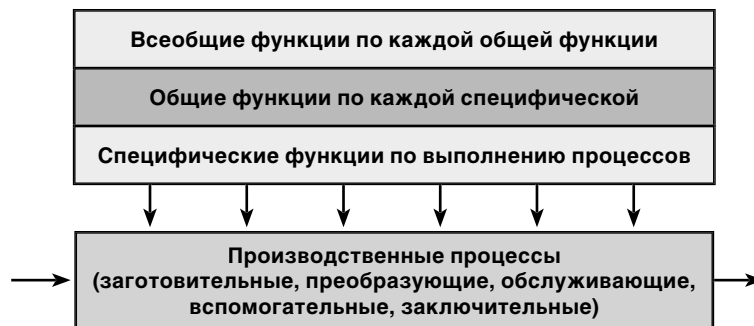 Всеобщие функции по каждой общей функции
Общие функции по каждой специфической
Специфические функции по выполнению процессов
Производственные процессы
(заготовительные, преобразующие, обслуживающие,
вспомогательные, заключительные)